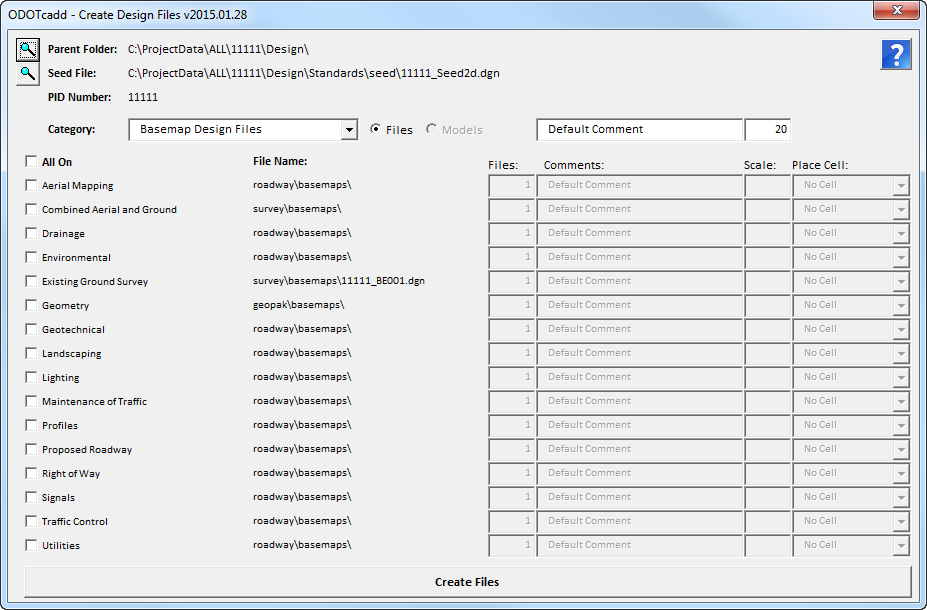 ODOTcadd - Create Design Files v2015.01.28
Parent Folder: C:\ProjectData\ALL\11111\Design\
Seed File: C:\ProjectData\ALL\11111\Design\Standards\seed\11111_Seed2d.dgn
PID Number: 11111
?
Category: Basemap Design Files Files Models Default Comment 20
All On File Name: Files: Comments: Scale: Place Cell:
Aerial Mapping roadway\basemaps\ 1 Default Comment No Cell
Combined Aerial and Ground survey\basemaps\ 1 Default Comment No Cell
Drainage roadway\basemaps\ 1 Default Comment No Cell
Environmental roadway\basemaps\ 1 Default Comment No Cell
Existing Ground Survey survey\basemaps\11111_BE001.dgn 1 Default Comment No Cell
Geometry geopak\basemaps\ 1 Default Comment No Cell
Geotechnical roadway\basemaps\ 1 Default Comment No Cell
Landscaping roadway\basemaps\ 1 Default Comment No Cell
Lighting roadway\basemaps\ 1 Default Comment No Cell
Maintenance of Traffic roadway\basemaps\ 1 Default Comment No Cell
Profiles roadway\basemaps\ 1 Default Comment No Cell
Proposed Roadway roadway\basemaps\ 1 Default Comment No Cell
Right of Way roadway\basemaps\ 1 Default Comment No Cell
Signals roadway\basemaps\ 1 Default Comment No Cell
Traffic Control roadway\basemaps\ 1 Default Comment No Cell
Utilities roadway\basemaps\ 1 Default Comment No Cell
Create Files